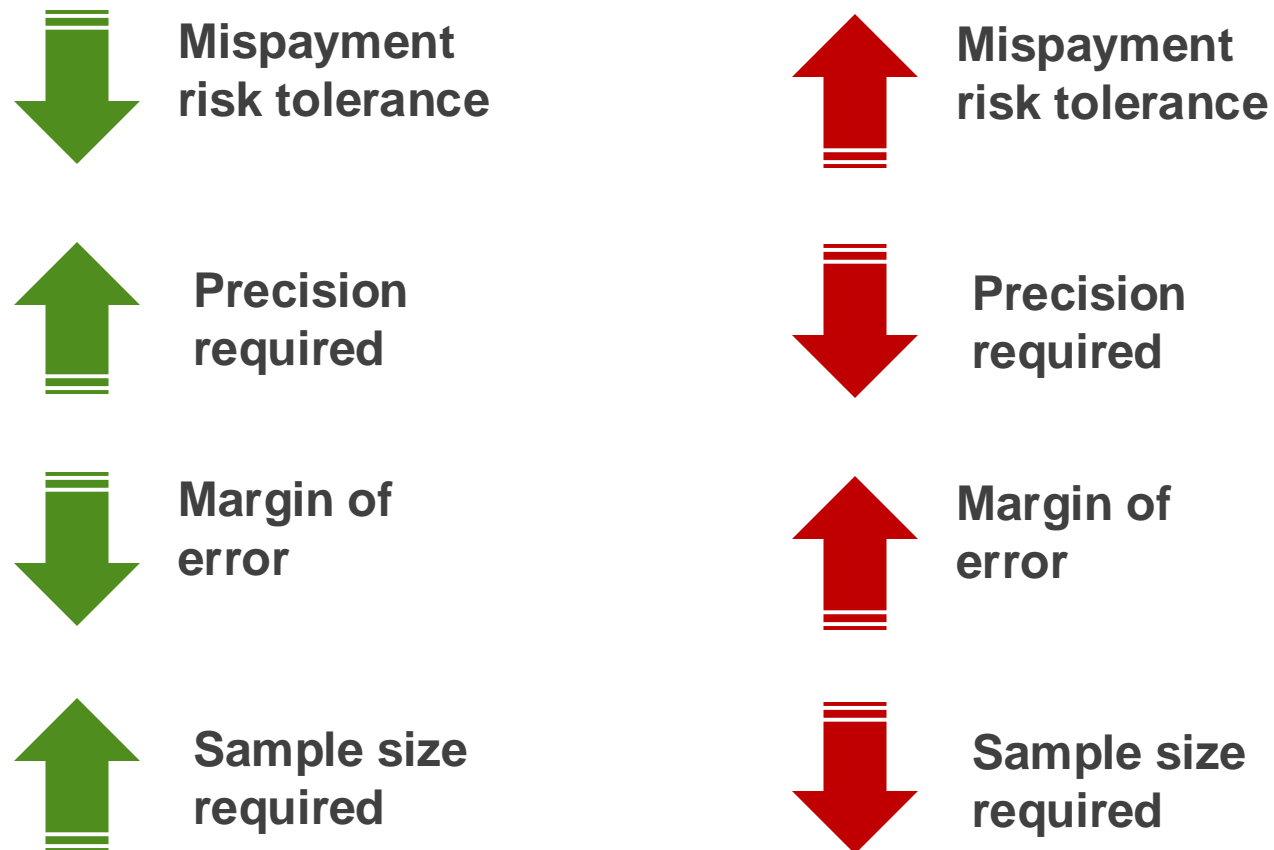 Mispayment
risk tolerance
Precision
required
Margin of
error
Sample size
required
Mispayment
risk tolerance
Precision
required
Margin of
error
Sample size
required